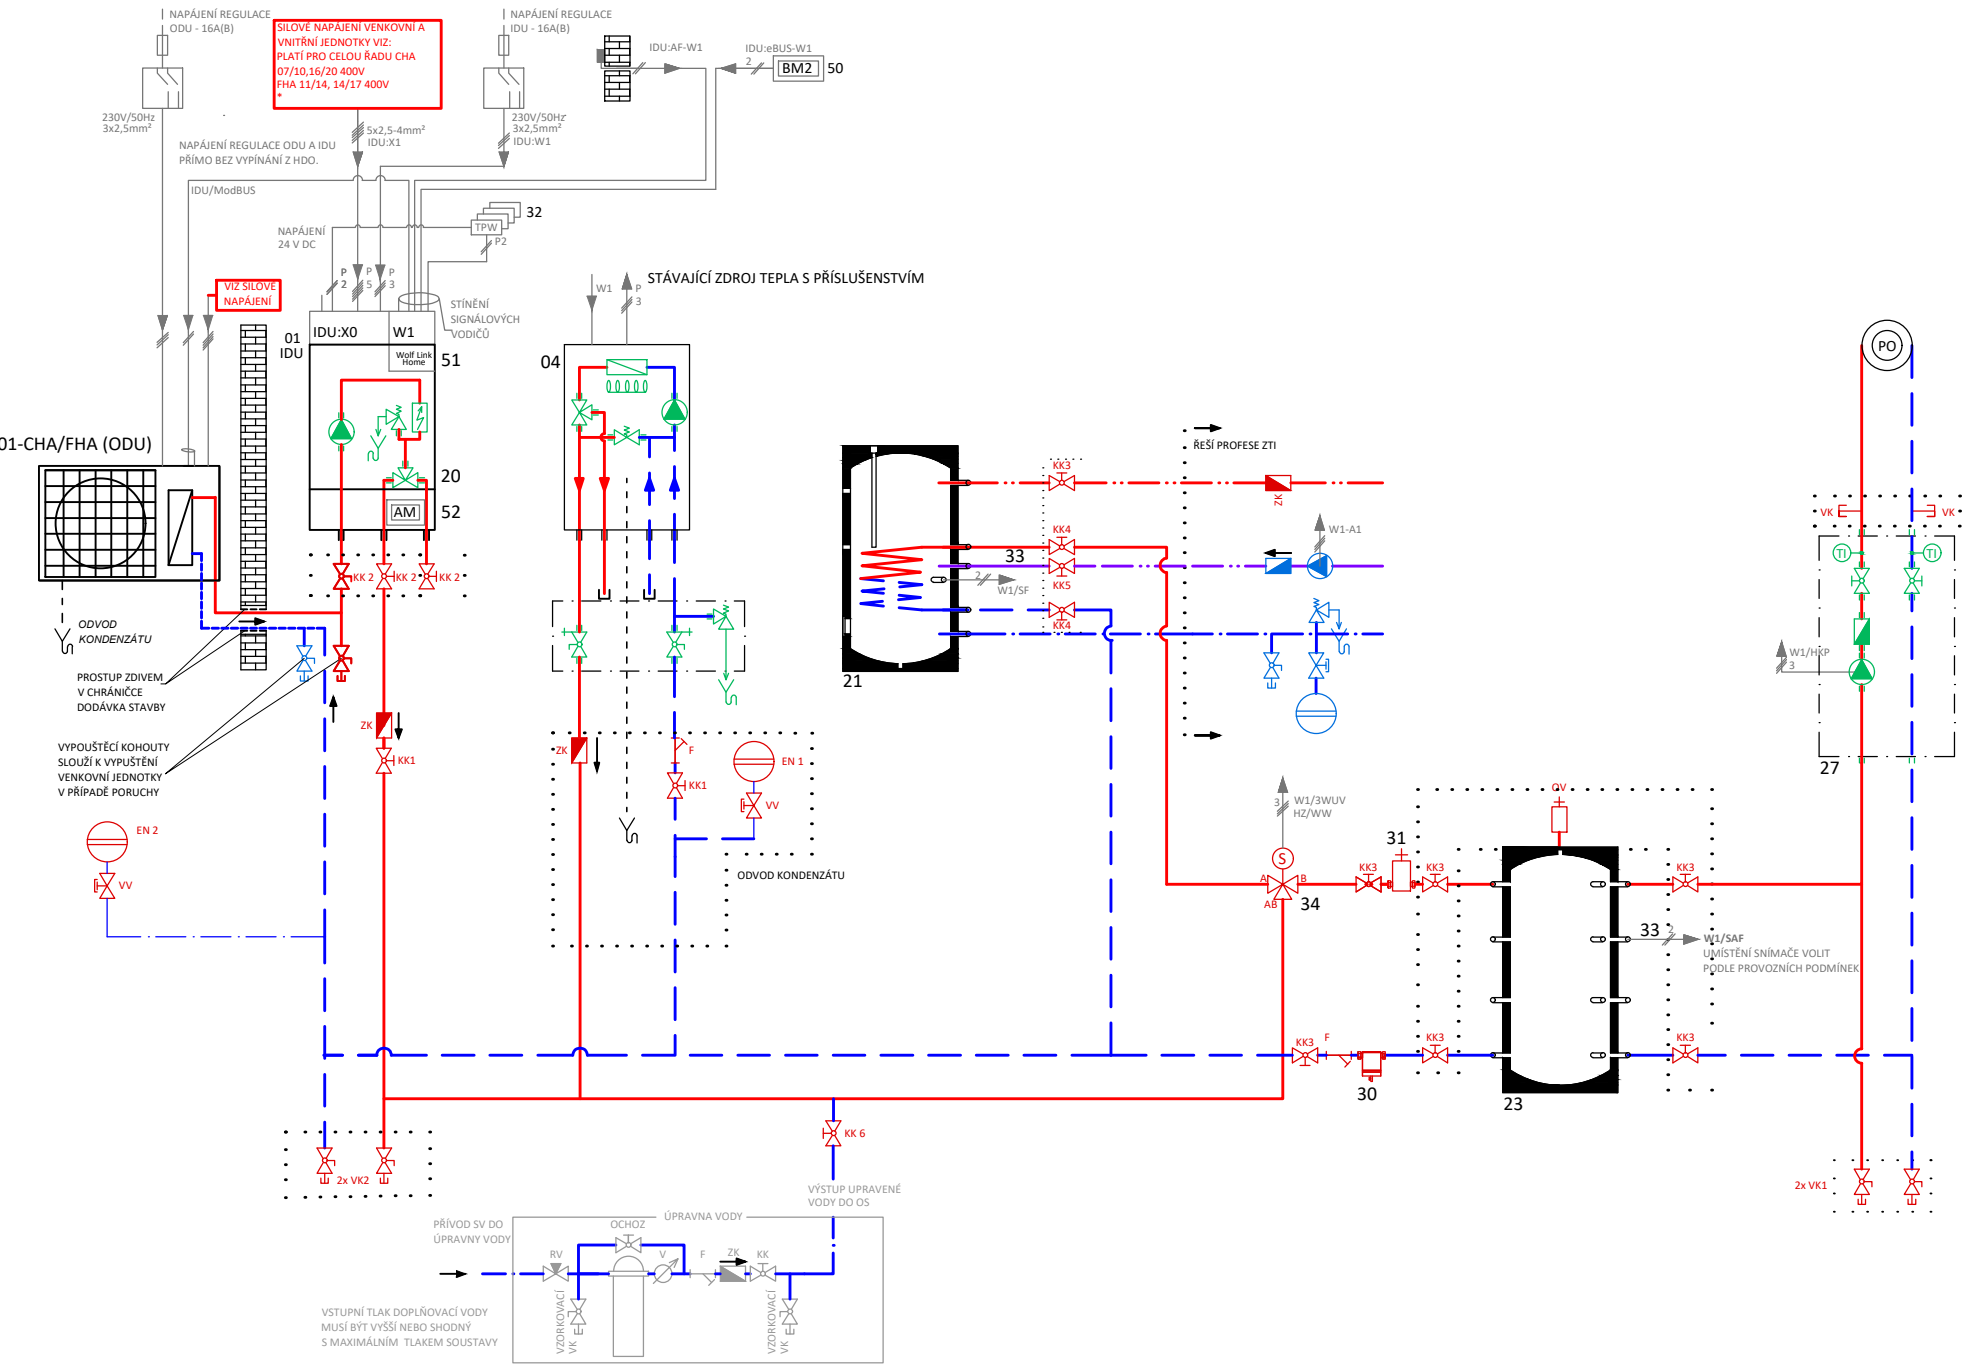 NAPÁJENÍ REGULACE
ODU - 16A(B)
SILOVÉ NAPÁJENÍ VENKOVNÍ A
VNITŘNÍ JEDNOTKY VIZ:
PLATÍ PRO CELOU ŘADU CHA
07/10,16/20 400V
FHA 11/14, 14/17 400V
*
NAPÁJENÍ REGULACE
IDU - 16A(B)
IDU:AF-W1
IDU:eBUS-W1
2
BM2
50
230V/50Hz
3x2,5mm²
5x2,5-4mm²
IDU:X1
230V/50Hz
3x2,5mm²
IDU:W1
NAPÁJENÍ REGULACE ODU A IDU
PŘÍMO BEZ VYPÍNÁNÍ Z HDO.
IDU/ModBUS
NAPÁJENÍ
24 V DC
TPW
32
P2
P
2
P
5
P
3
W1
P
3
STÁVAJÍCÍ ZDROJ TEPLA S PŘÍSLUŠENSTVÍM
VIZ SILOVÉ
NAPÁJENÍ
STÍNĚNÍ
SIGNÁLOVÝCH
VODIČŮ
01
IDU
IDU:X0
W1
Wolf Link
Home
51
04
20
AM
52
01-CHA/FHA (ODU)
KK 2
KK 2
KK 2
ODVOD
KONDENZÁTU
PROSTUP ZDIVEM
V CHRÁNIČCE
DODÁVKA STAVBY
VYPOUŠTĚCÍ KOHOUTY
SLOUŽÍ K VYPUŠTĚNÍ
VENKOVNÍ JEDNOTKY
V PŘÍPADĚ PORUCHY
ZK
KK1
ZK
F
KK1
EN 1
VV
ODVOD KONDENZÁTU
EN 2
VV
2x VK2
ŘEŠÍ PROFESE ZTI
KK3
ZK
KK4
33
KK5
2
W1/SF
KK4
W1-A1
21
PO
VK
VK
TI
TI
W1/HKP
3
27
3
W1/3WUV
HZ/WW
S
A
B
AB
34
KK3
31
KK3
OV
KK3
33
2
W1/SAF
UMÍSTĚNÍ SNÍMAČE VOLIT
PODLE PROVOZNÍCH PODMÍNEK
KK3
F
30
KK3
23
KK3
KK 6
2x VK1
VÝSTUP UPRAVENÉ
VODY DO OS
PŘÍVOD SV DO
ÚPRAVNY VODY
ÚPRAVNA VODY
OCHOZ
RV
V
F
ZK
KK
VZORKOVACÍ
VK
VZORKOVACÍ
VK
VSTUPNÍ TLAK DOPLŇOVACÍ VODY
MUSÍ BÝT VYŠŠÍ NEBO SHODNÝ
S MAXIMÁLNÍM TLAKEM SOUSTAVY